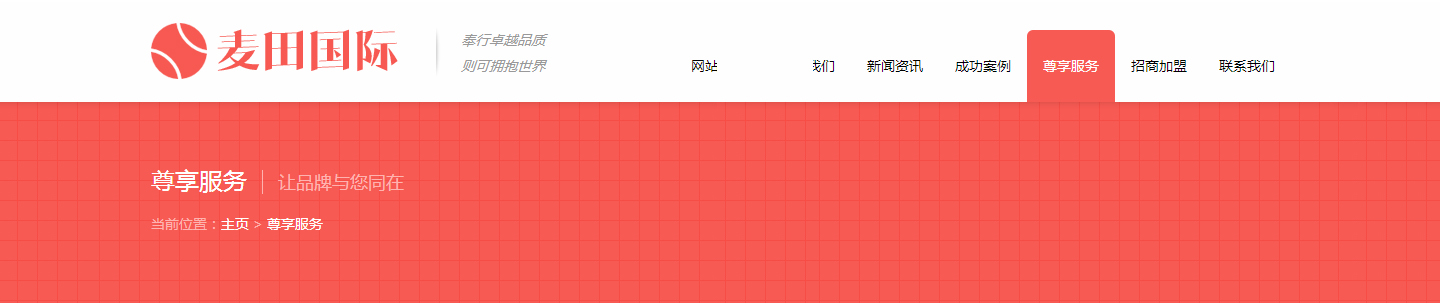 麦田国际
奉行卓越品质
则可拥抱世界
网站 们 新闻资讯 成功案例 尊享服务 招商加盟 联系我们
尊享服务 让品牌与您同在
当前位置：主页 > 尊享服务